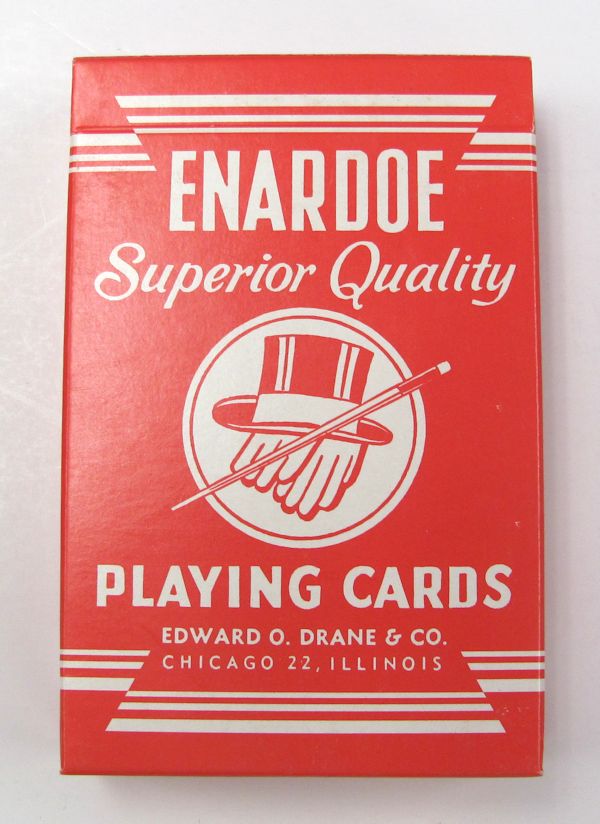 ENARDOE
Superior Quality
PLAYING CARDS
EDWARD O. DRANE & CO.
CHICAGO 22, ILLINOIS